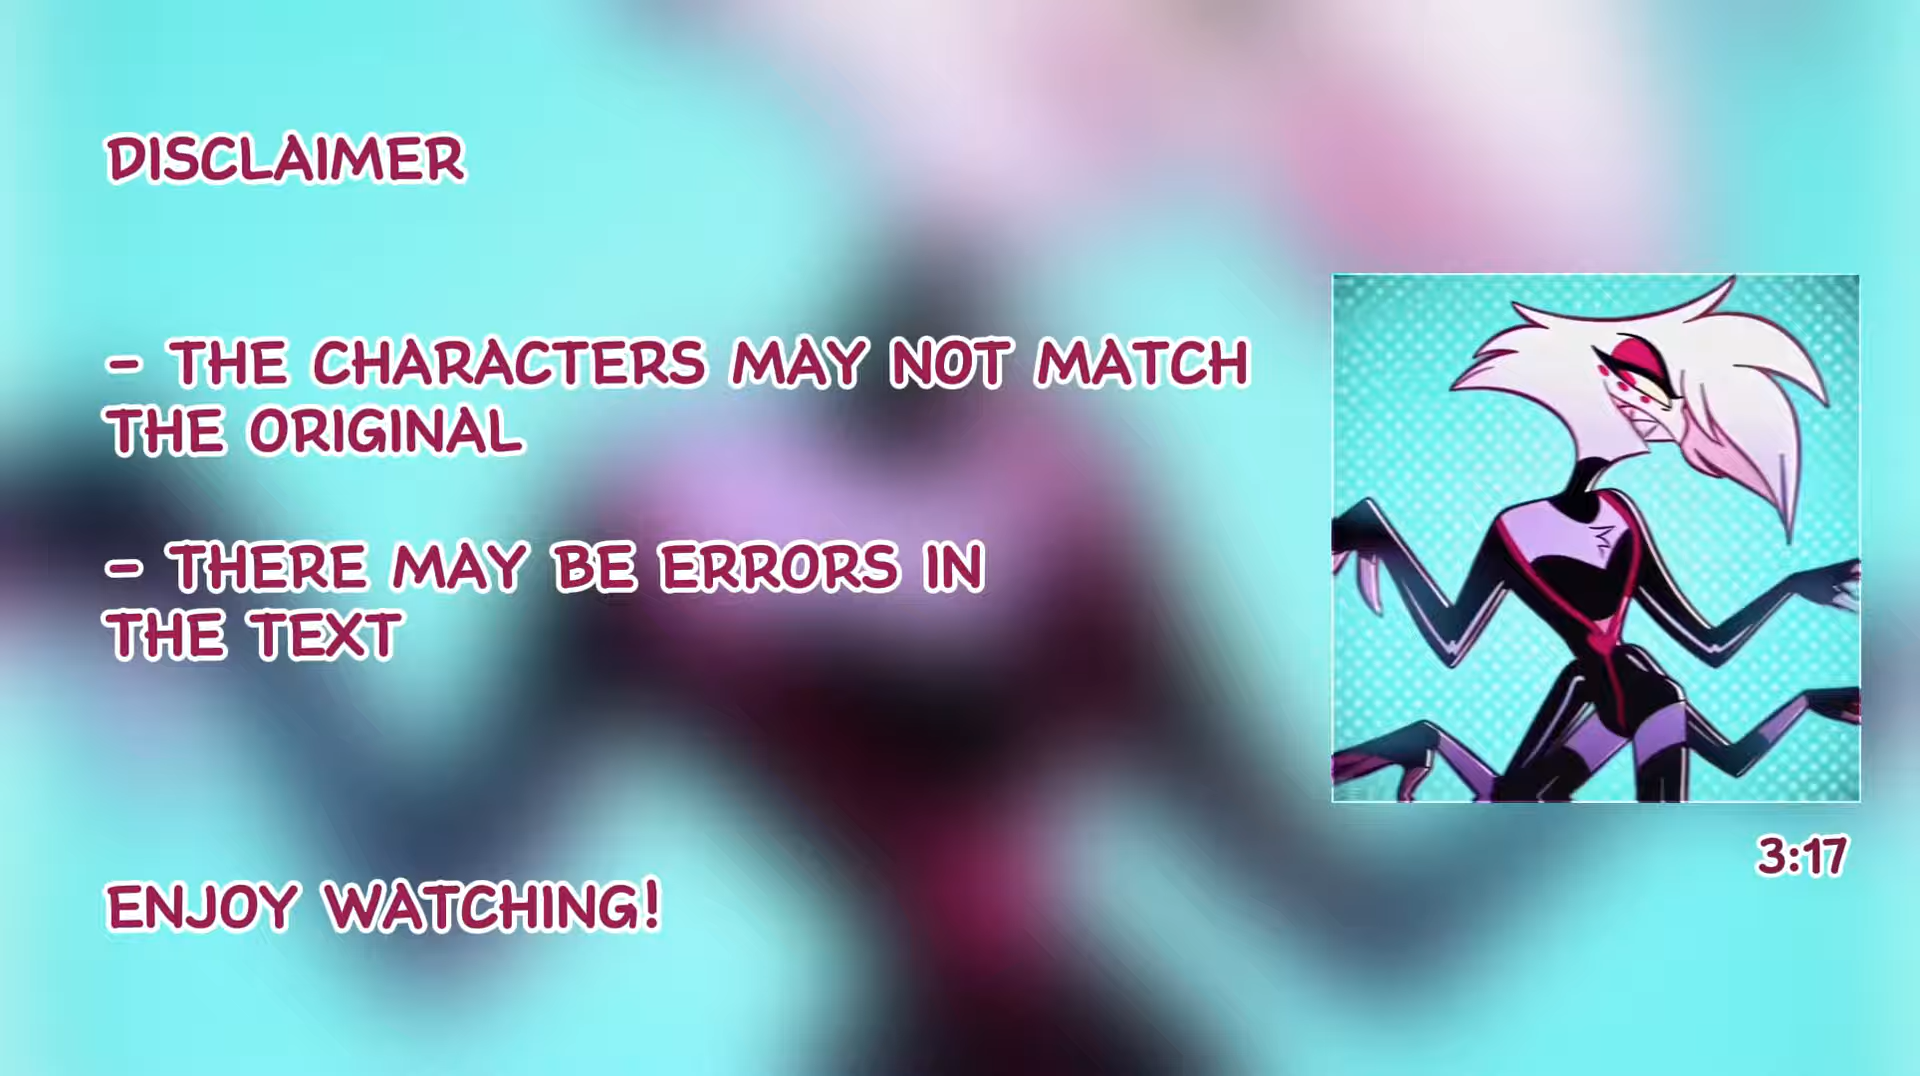 DISCLAIMER
- THE CHARACTERS MAY NOT MATCH
THE ORIGINAL
- THERE MAY BE ERRORS IN
THE TEXT
3:17
ENJOY WATCHING!